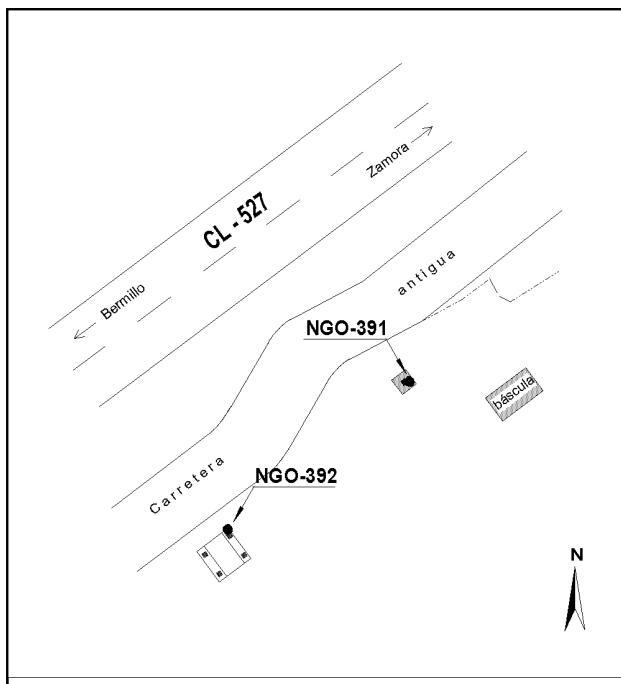 Zamora
CL - 527
Bermillo
antigua
NGO-391
báscula
Carretera
NGO-392
N